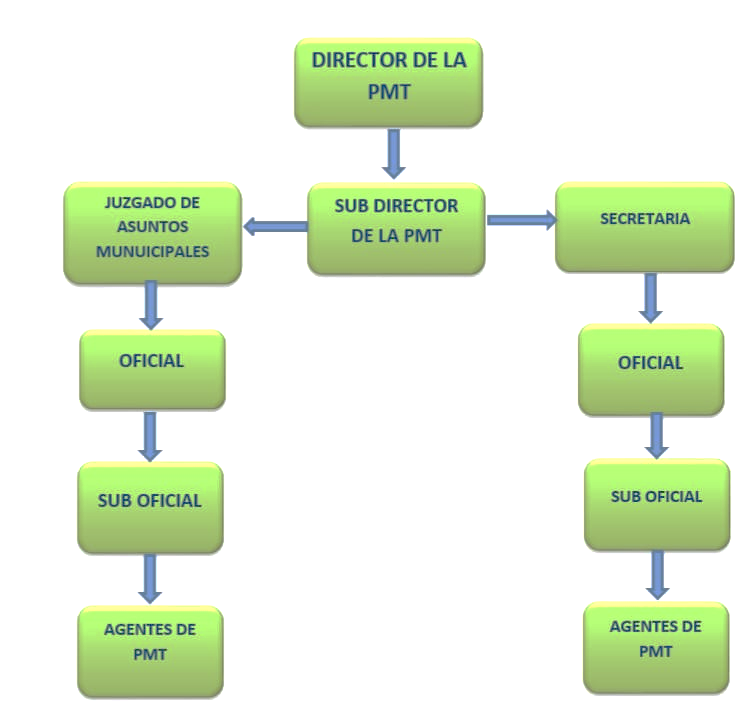 DIRECTOR DE LA
PMT
JUZGADO DE
ASUNTOS
MUNUICIPALES
SUB DIRECTOR
DE LA PMT
SECRETARIA
OFICIAL
OFICIAL
SUB OFICIAL
SUB OFICIAL
AGENTES DE
PMT
AGENTES DE
PMT